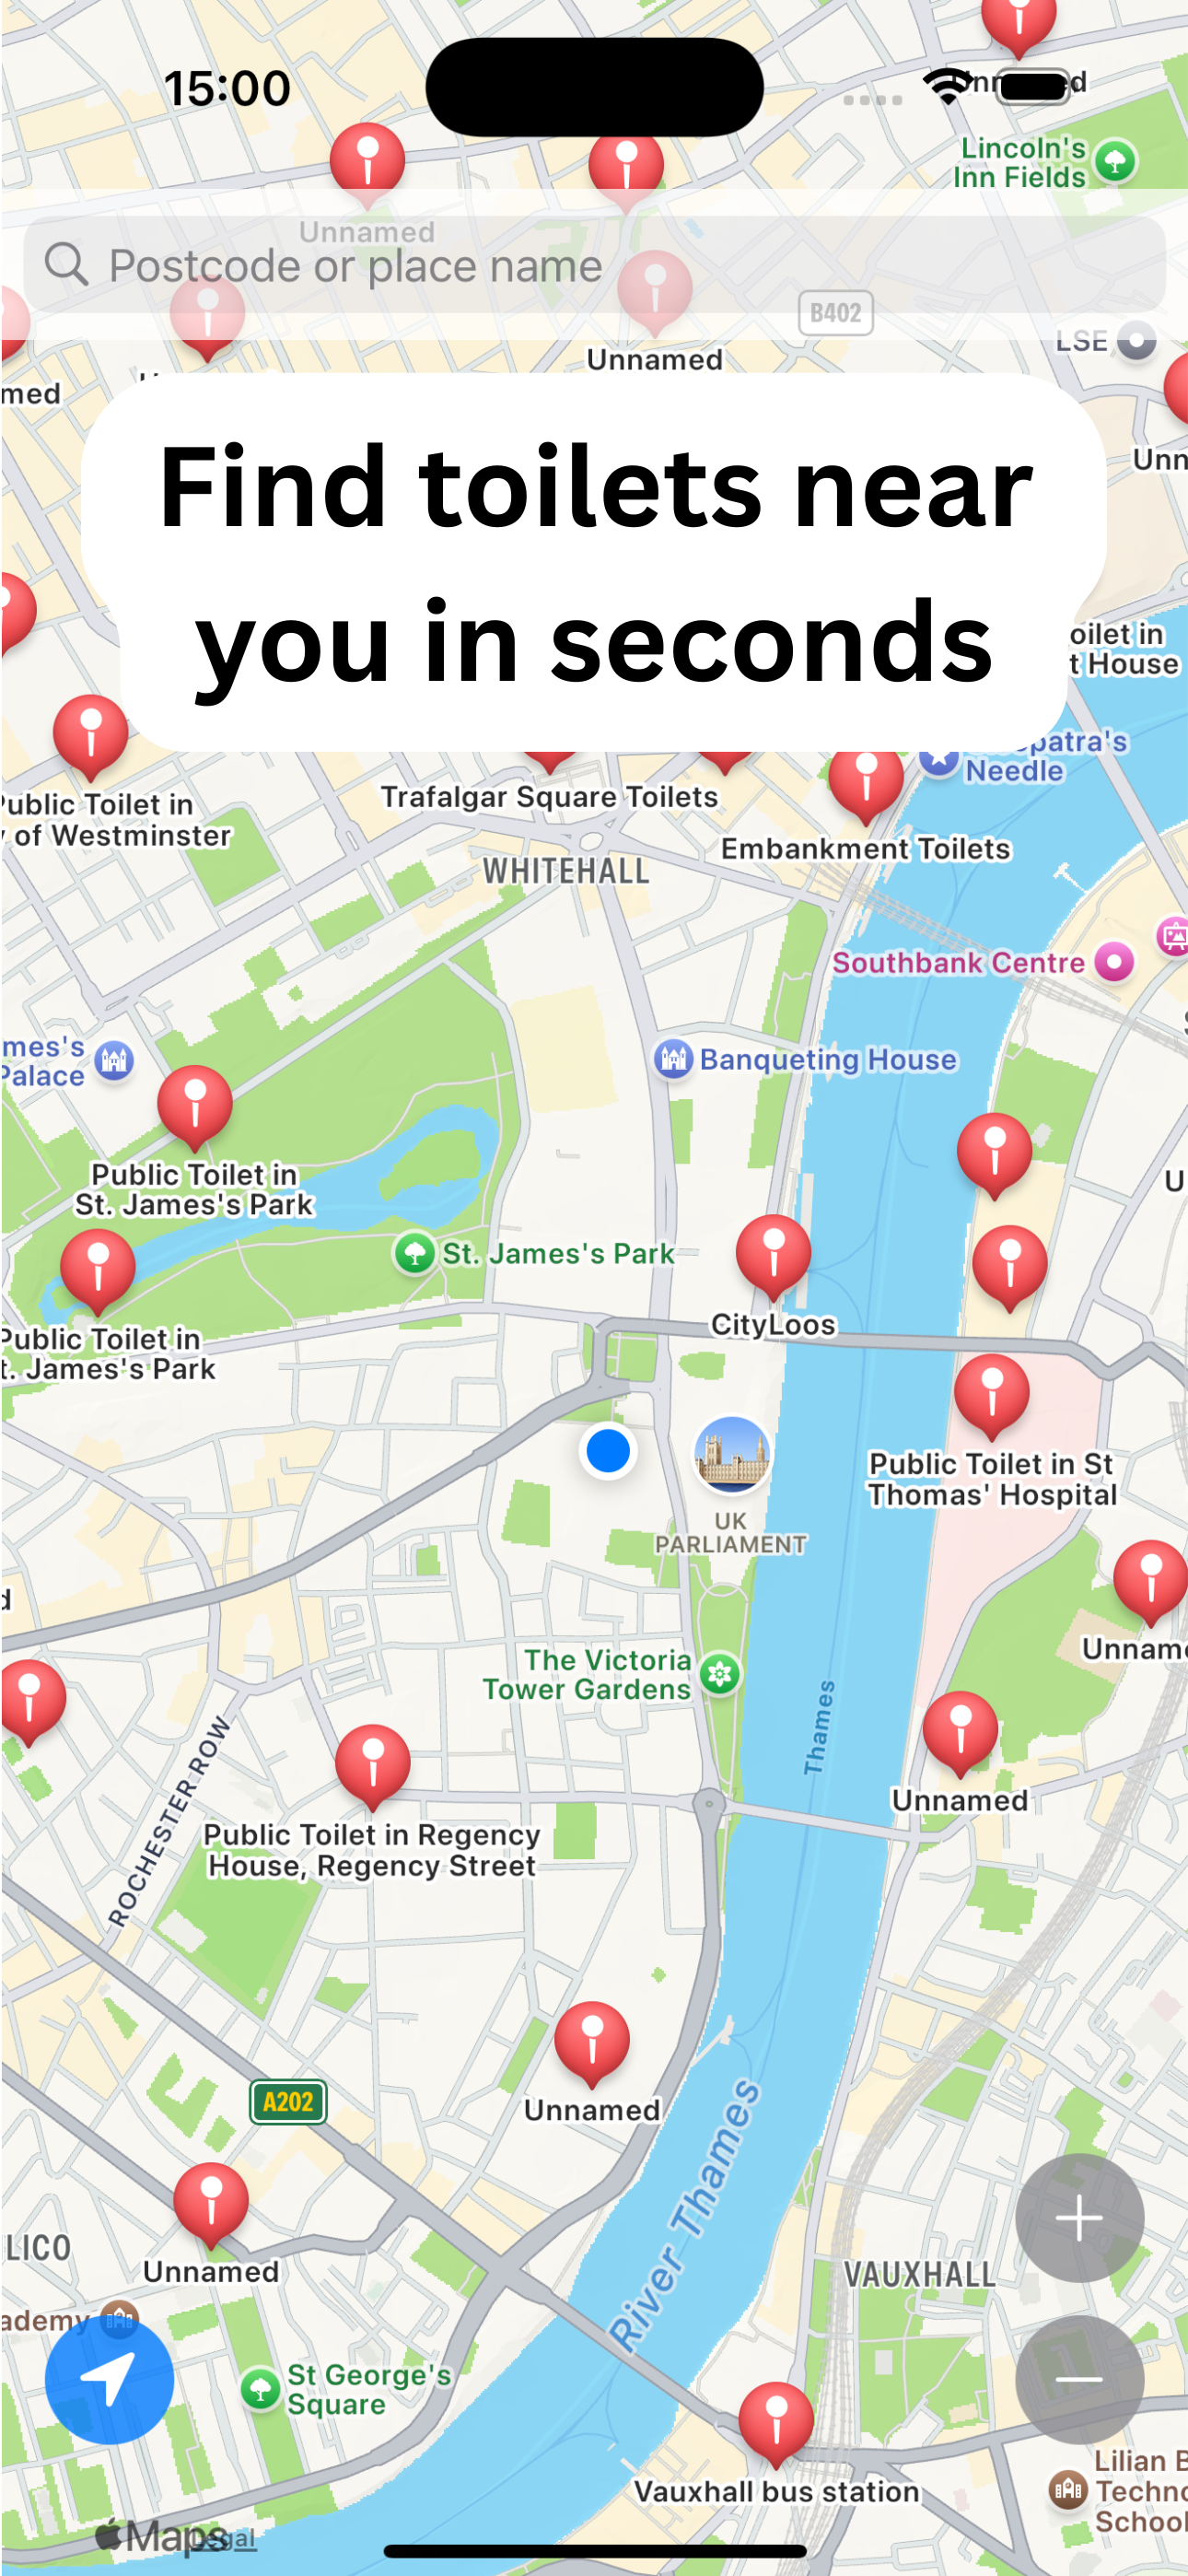 15:00
Lincoln's
Inn Fields
Unnamed
Postcode or place name
B402
LSE
Unnamed
med
Find toilets near
you in seconds
Unn
oilet in
t House
Public Toilet in
of Westminster
Trafalgar Square Toilets
Needle
Embankment Toilets
WHITEHALL
Southbank Centre
mes's
Palace
Banqueting House
Public Toilet in
St. James's Park
St. James's Park
CityLoos
Public Toilet in
t. James's Park
Public Toilet in St
Thomas' Hospital
UK
PARLIAMENT
d
Unname
The Victoria
Tower Gardens
Thames
ROCHESTER ROW
Unnamed
Public Toilet in Regency
House, Regency Street
A202
Unnamed
River Thames
LICO
Unnamed
VAUXHALL
ademy
St George's
Square
Vauxhall bus station
Lilian B
Techno
School
Maps
Legal